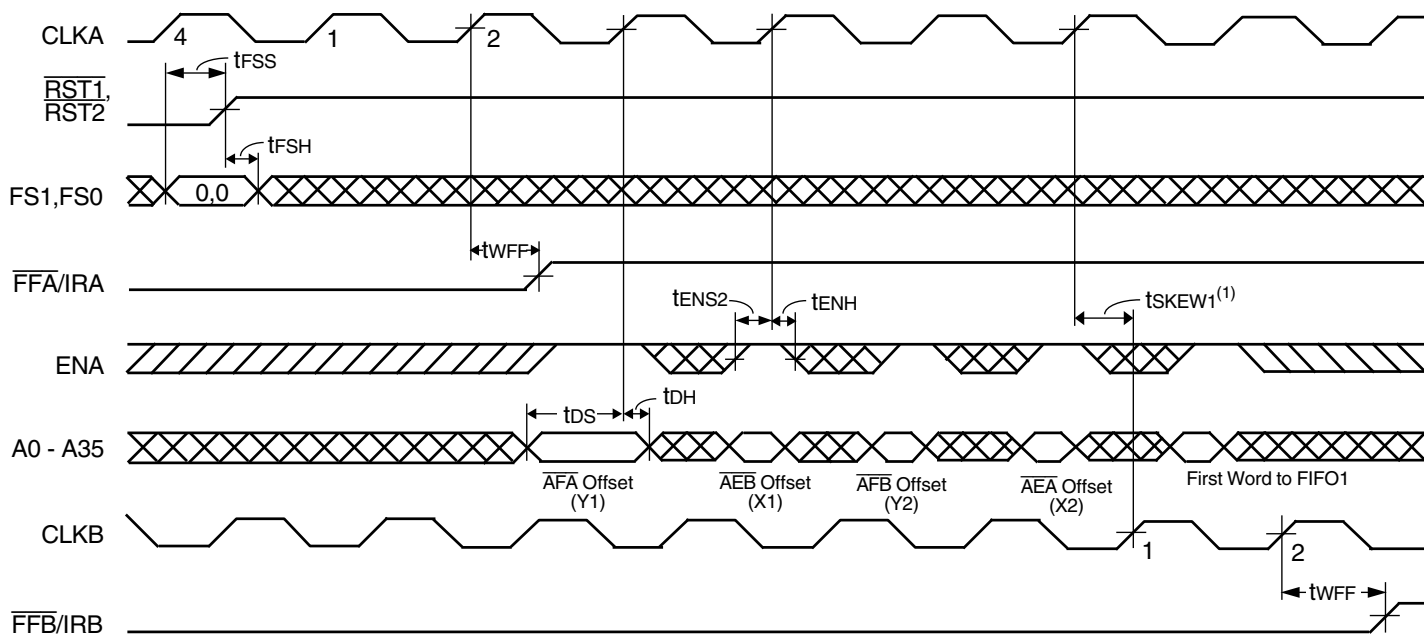 CLKA
4
1
2
tFSS
RST1,
RST2
tFSH
FS1,FS0
0,0
tWFF
FFA/IRA
tENS2
tENH
tSKEW1(1)
ENA
tDS
tDH
A0 - A35
AFA Offset
(Y1)
AEB Offset
(X1)
AFB Offset
(Y2)
AEA Offset
(X2)
First Word to FIFO1
CLKB
1
2
tWFF
FFB/IRB